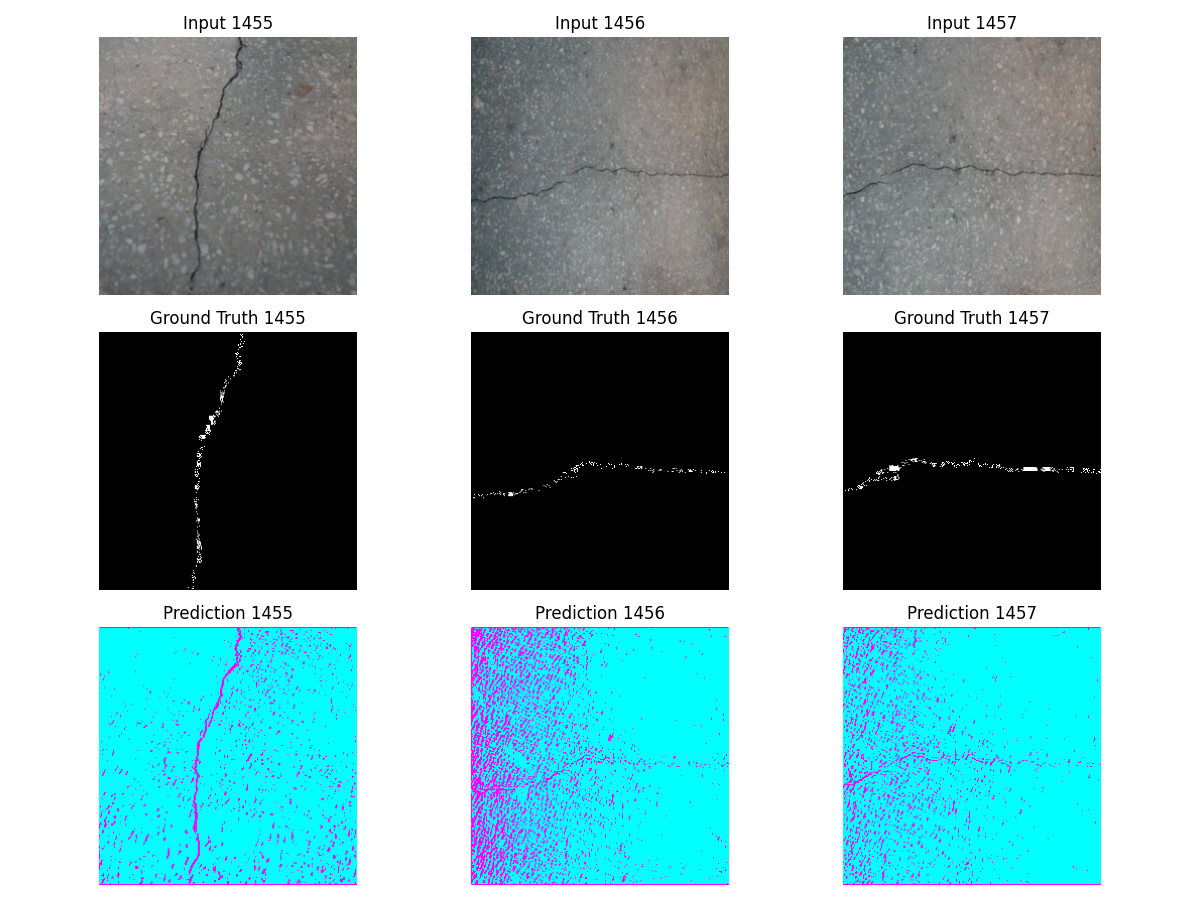 Input 1455
Input 1456
Input 1457
Ground Truth 1455
Ground Truth 1456
Ground Truth 1457
Prediction 1455
Prediction 1456
Prediction 1457